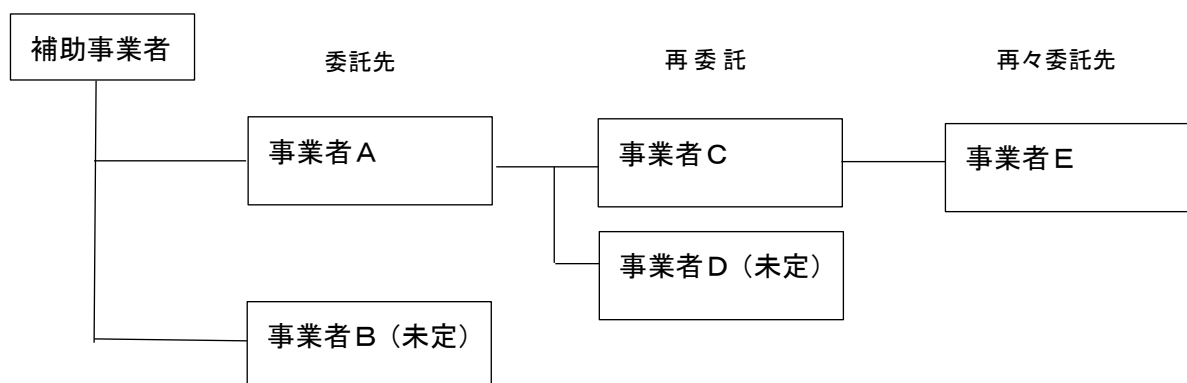 補助事業者
委託先
再委託
再々委託先
事業者A
事業者C
事業者E
事業者D（未定）
事業者B（未定）